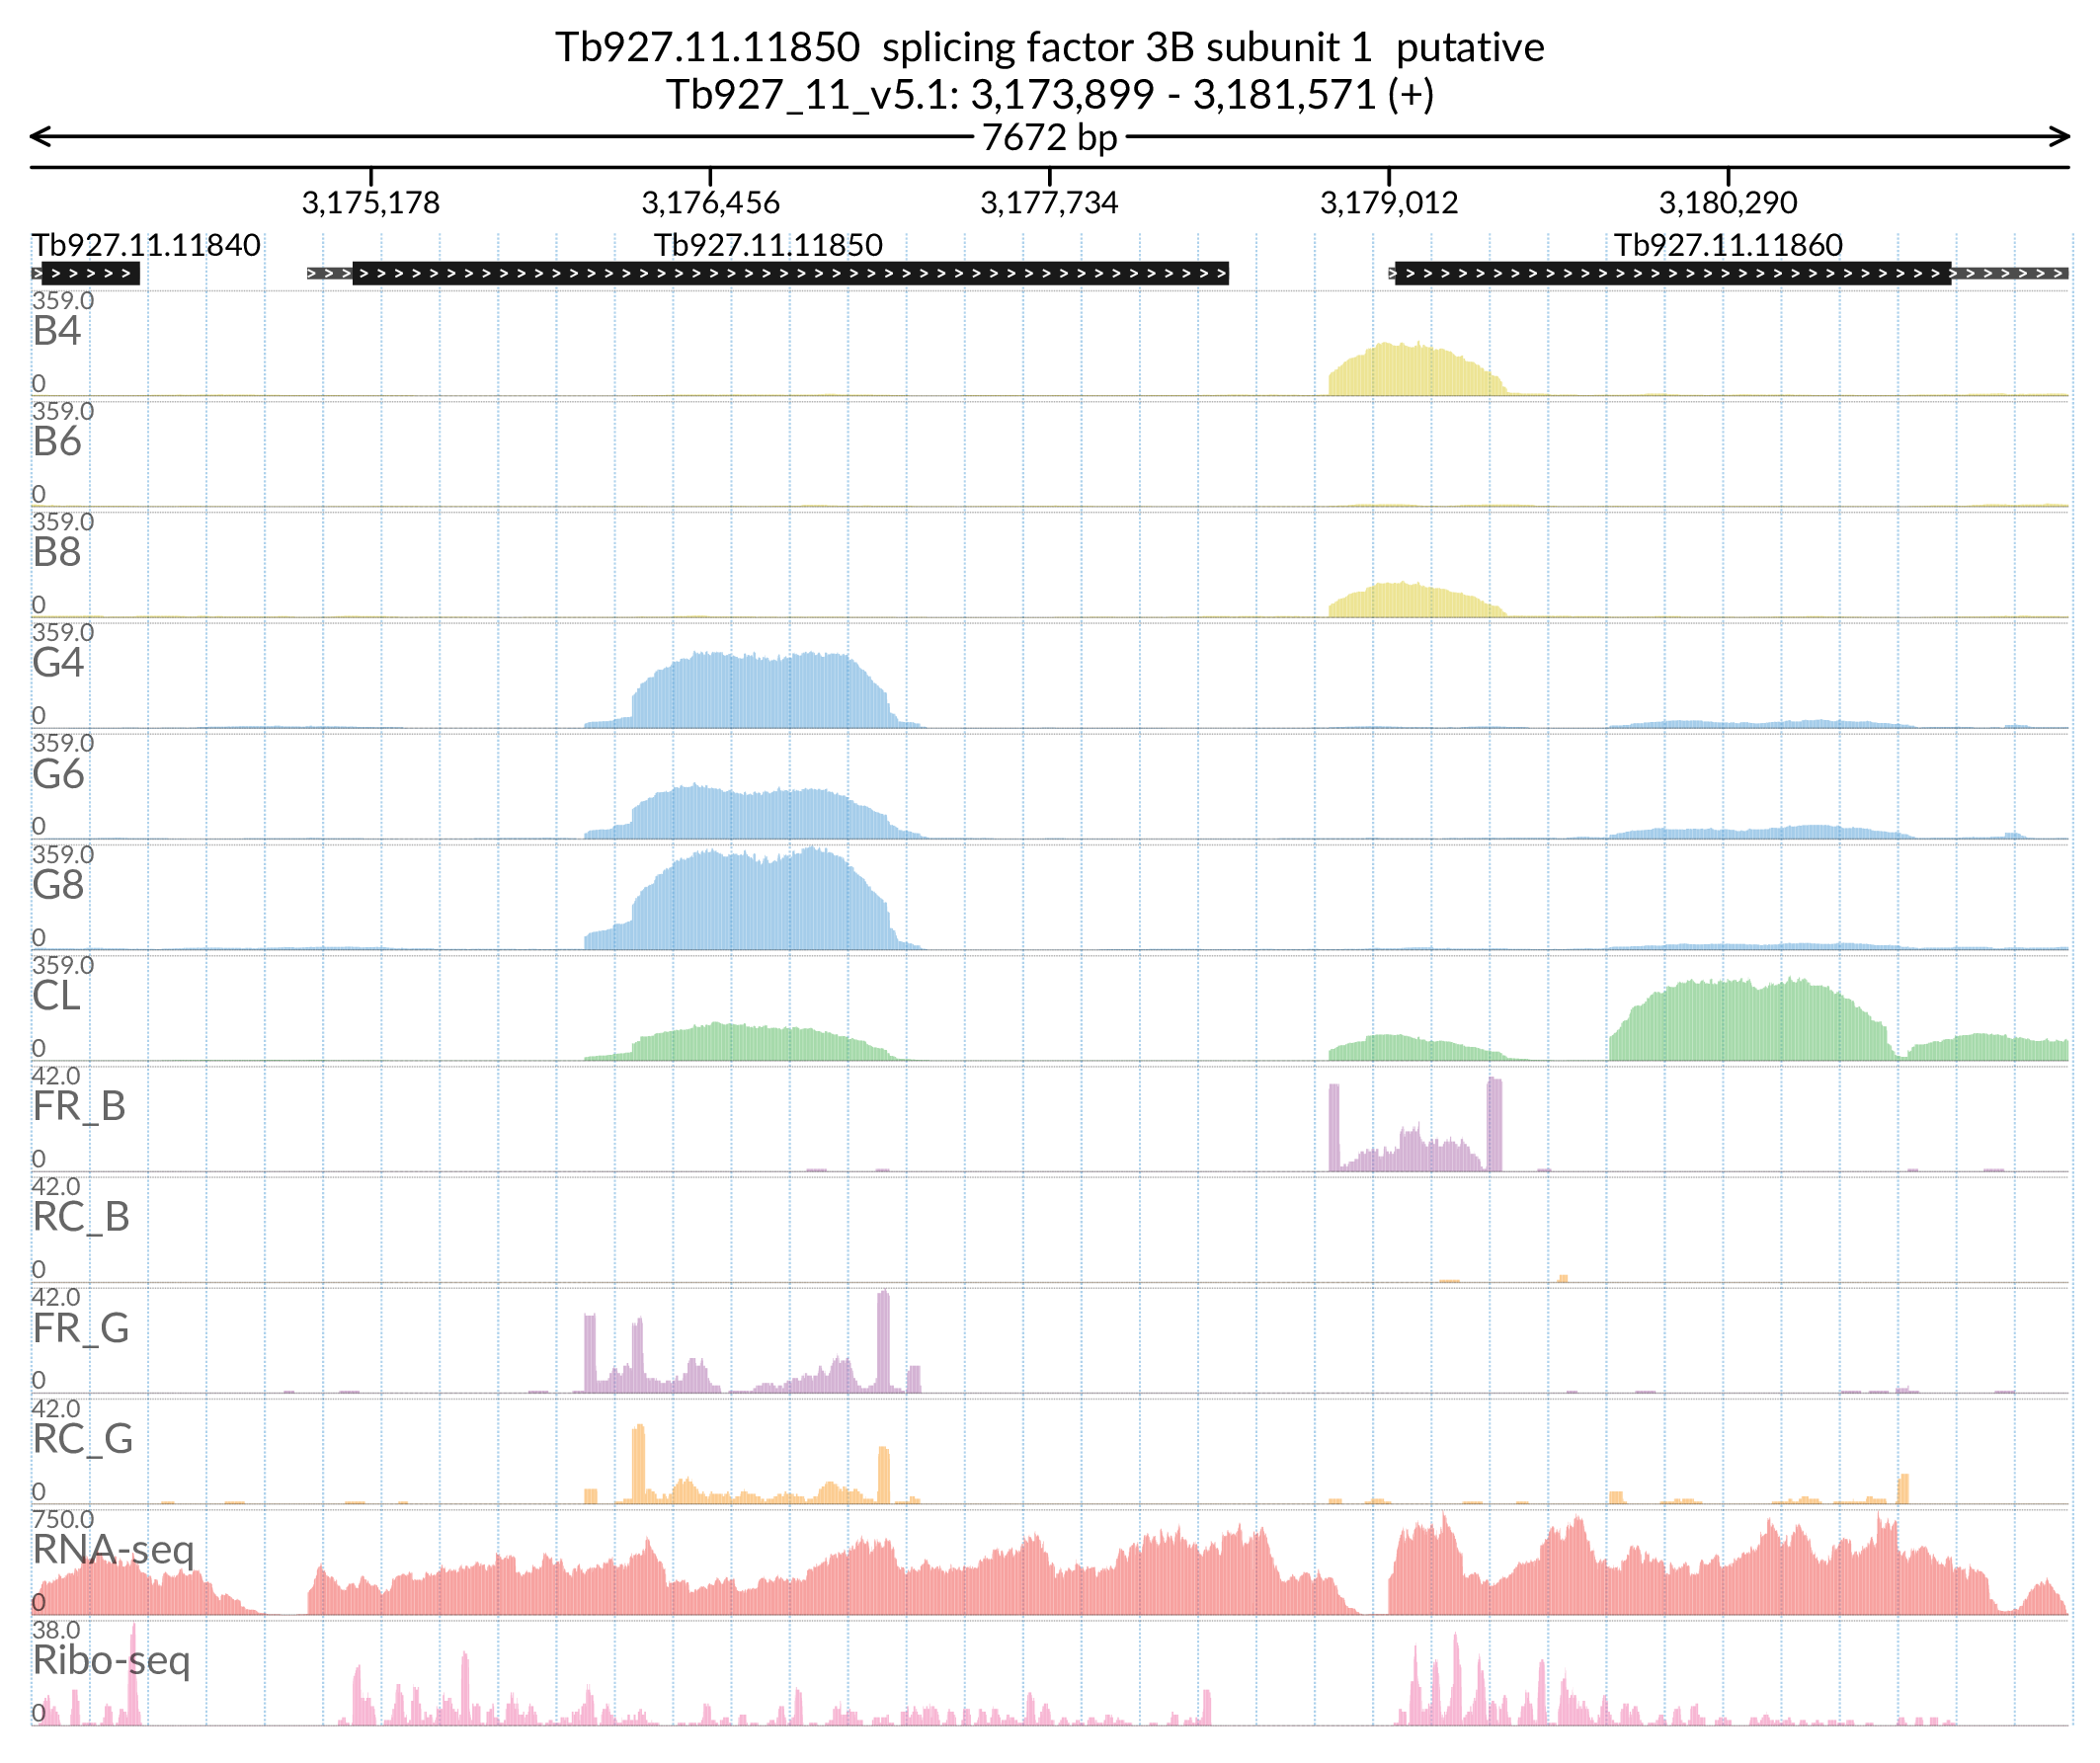 Tb927.11.11850 splicing factor 3B subunit 1 putative
Tb927_11_v5.1: 3,173,899 - 3,181,571 (+)
7672 bp
3,175,178 3,176,456 3,177,734 3,179,012 3,180,290
Tb927.11.11840 Tb927.11.11850 Tb927.11.11860
359.0
B4
0
359.0
B6
0
359.0
B8
0
359.0
G4
0
359.0
G6
0
359.0
G8
0
359.0
CL
0
42.0
FR_B
0
42.0
RC_B
0
42.0
FR_G
0
42.0
RC_G
0
750.0
RNA-seq
0
38.0
Ribo-seq
0